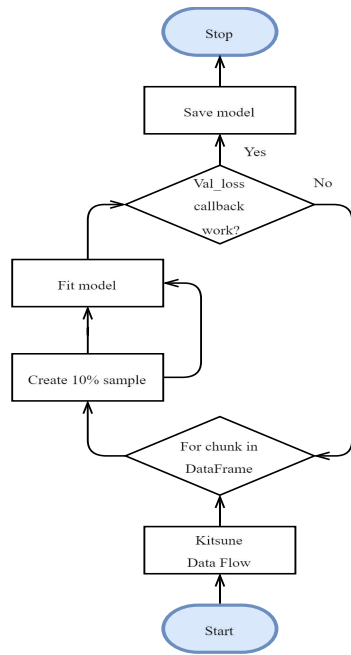 Stop
Save model
Yes
No
Val_loss
callback
work?
Fit model
Create 10% sample
For chunk in
DataFrame
Kitsune
Data Flow
Start